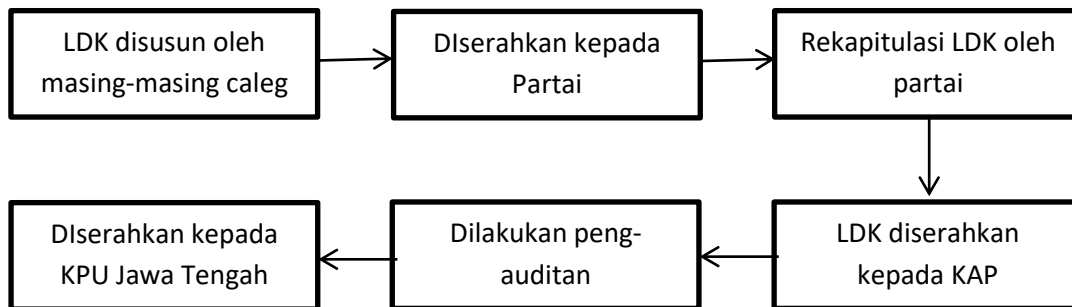 LDK disusun oleh
masing-masing caleg
DIserahkan kepada
Partai
Rekapitulasi LDK oleh
partai
LDK diserahkan
kepada KAP
Dilakukan peng-
auditan
DIserahkan kepada
KPU Jawa Tengah